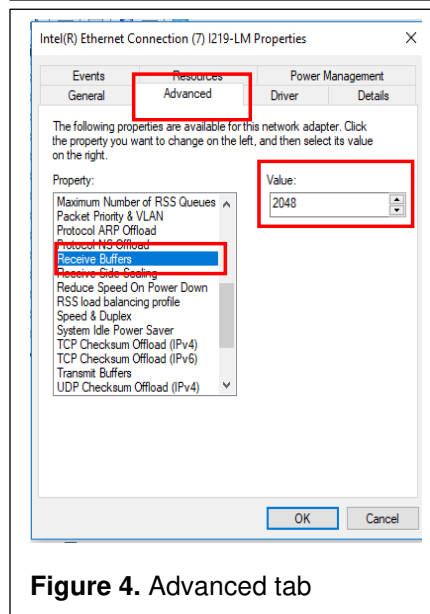 Intel(R) Ethernet Connection (7) I219-LM Properties
Events Resources Power Management
General Advanced Driver Details
The following properties are available for this network adapter. Click
the property you want to change on the left, and then select its value
on the right.
Property:
Value:
Maximum Number of RSS Queues
2048
Packet Priority & VLAN
Protocol ARP Offload
Protocol NS Offload
Receive Buffers
Receive Side Scaling
Reduce Speed On Power Down
RSS load balancing profile
Speed & Duplex
System Idle Power Saver
TCP Checksum Offload (IPv4)
TCP Checksum Offload (IPv6)
Transmit Buffers
UDP Checksum Offload (IPv4)
OK Cancel
Figure 4. Advanced tab